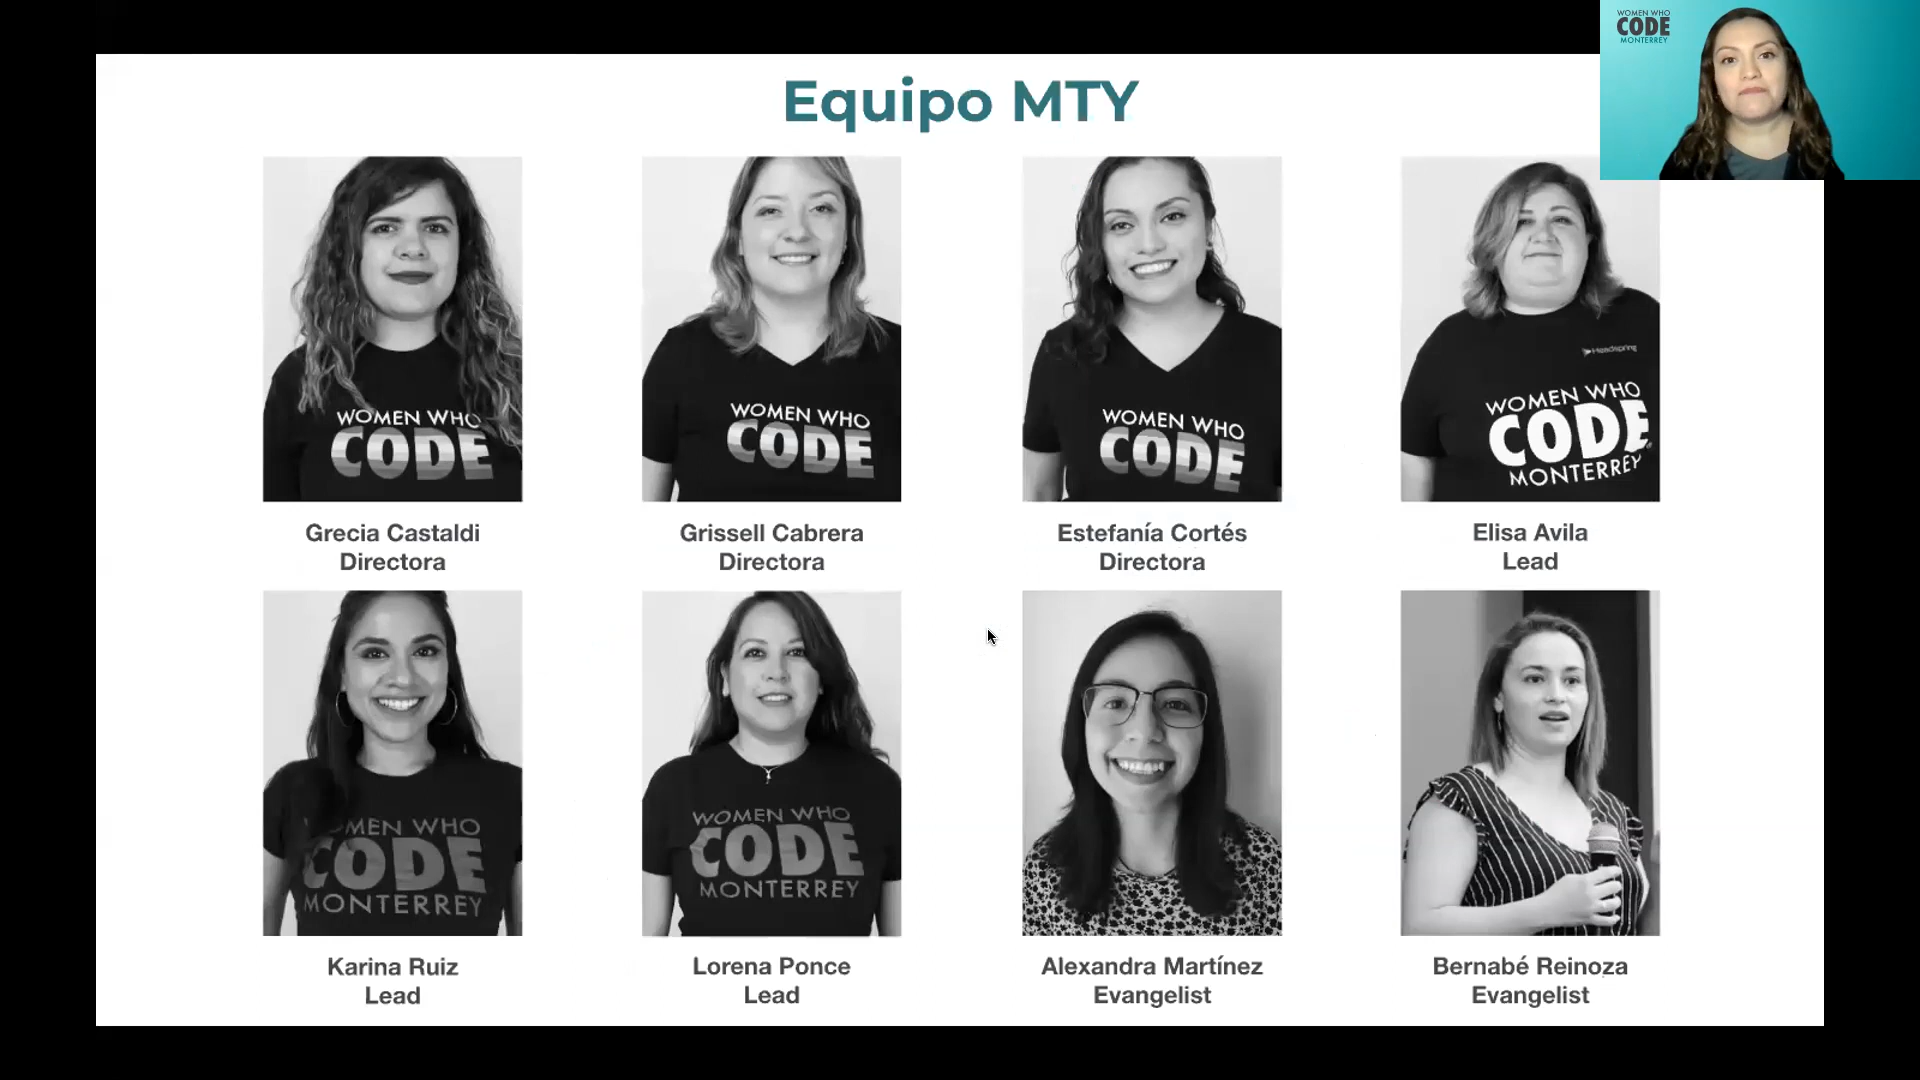 WOMEN WHO
CODE
MONTERREY
Equipo MTY
WOMEN WHO
CODE
WOMEN WHO
CODE
WOMEN WHO
CODE
Headspring
WOMEN WHO
CODE
MONTERREY
Grecia Castaldi
Directora
Grissell Cabrera
Directora
Estefanía Cortés
Directora
Elisa Avila
Lead
WOMEN WHO
CODE
MONTERREY
WOMEN WHO
CODE
MONTERREY
Karina Ruiz
Lead
Lorena Ponce
Lead
Alexandra Martínez
Evangelist
Bernabé Reinoza
Evangelist